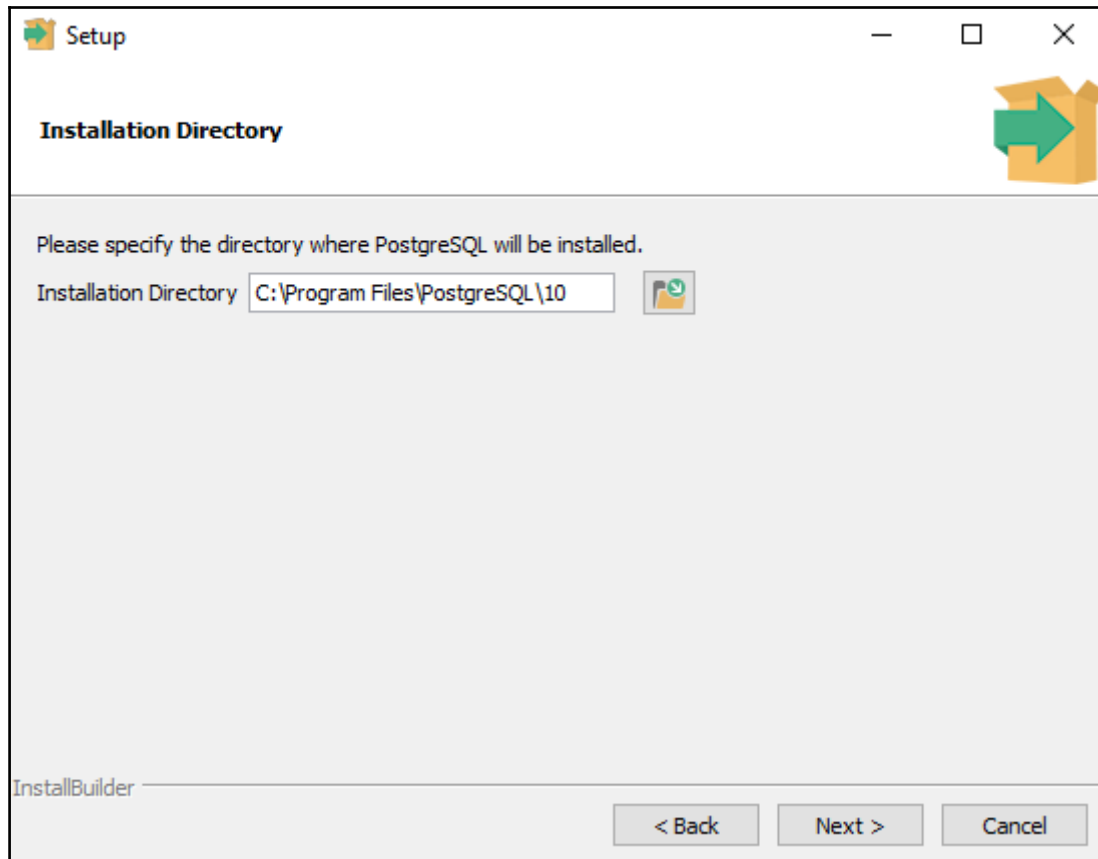 Setup
Installation Directory
Please specify the directory where PostgreSQL will be installed.
Installation Directory C:\Program Files\PostgreSQL\10
InstallBuilder
< Back Next > Cancel